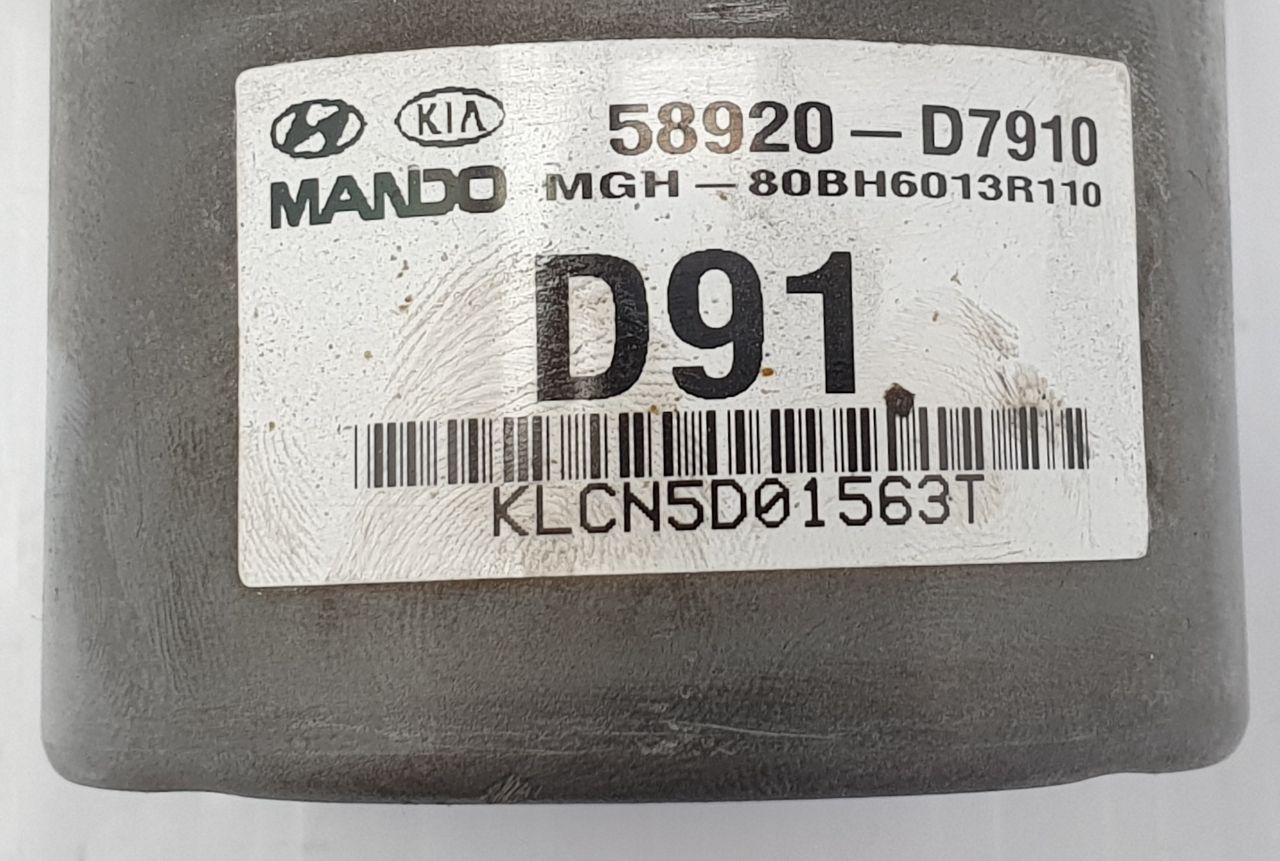 KIA 58920-D7910
MANDO MGH-80BH6013R110
D91
KLCN5D01563T